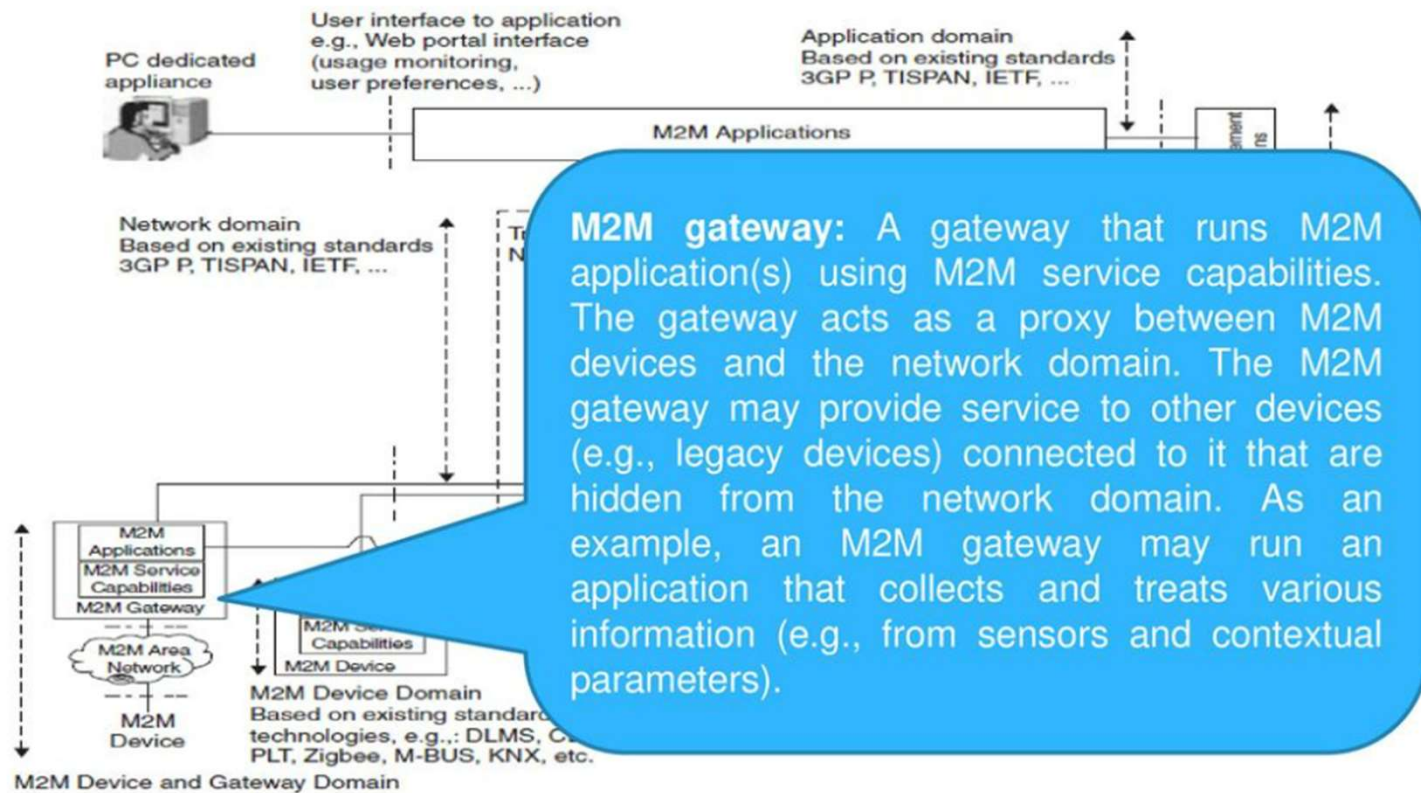 User interface to application
e.g., Web portal interface
(usage monitoring,
user preferences, ...)
PC dedicated
appliance
Application domain
Based on existing standards
3GP P, TISPAN, IETF, ...
M2M Applications
Network domain
Based on existing standards
3GP P, TISPAN, IETF, ...
M2M gateway: A gateway that runs M2M
application(s) using M2M service capabilities.
The gateway acts as a proxy between M2M
devices and the network domain. The M2M
gateway may provide service to other devices
(e.g., legacy devices) connected to it that are
hidden from the network domain. As an
example, an M2M gateway may run an
application that collects and treats various
information (e.g., from sensors and contextual
parameters).
M2M
Applications
M2M Service
Capabilities
M2M Gateway
M2M Area
Network
M2M
Device
Capabilities
M2M Device
M2M Device Domain
Based on existing standard
technologies, e.g.,: DLMS,
PLT, Zigbee, M-BUS, KNX, etc.
M2M Device and Gateway Domain